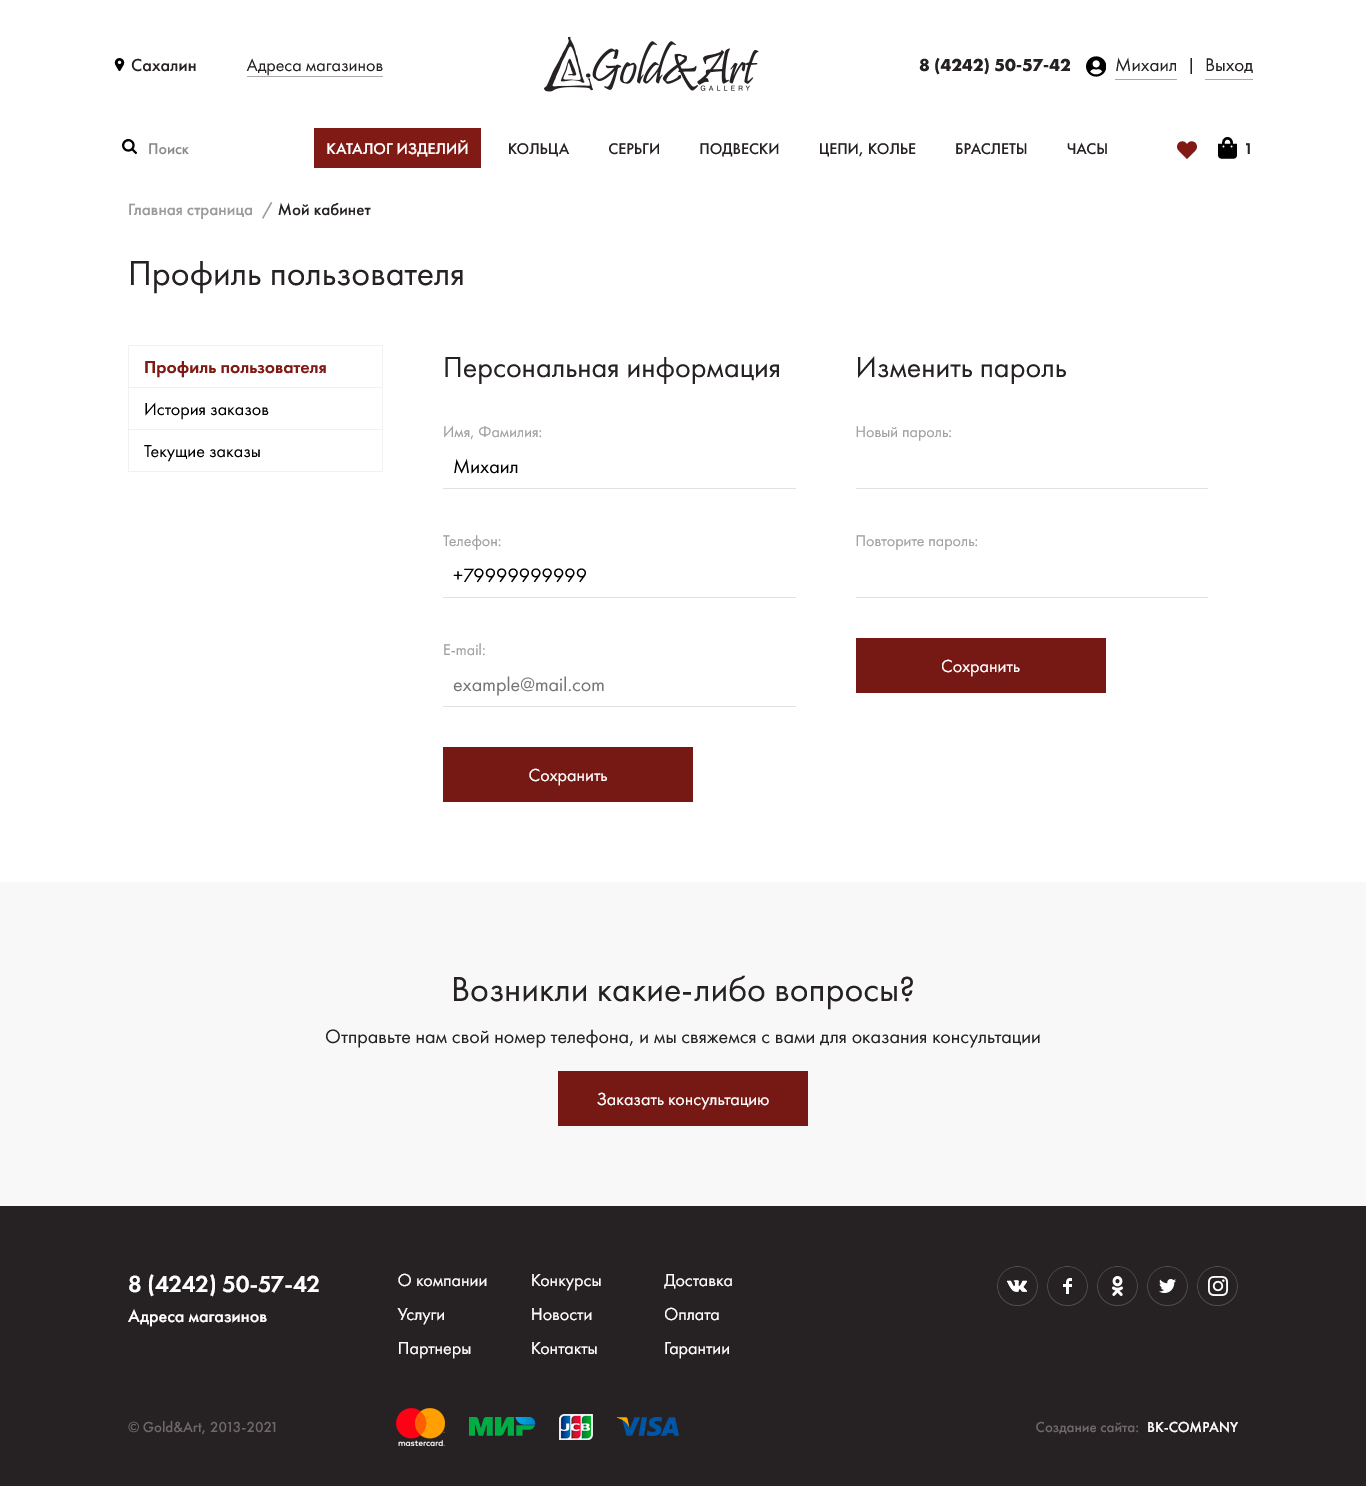 Сахалин
Адреса магазинов
Gold&Art
GALLERY
8 (4242) 50-57-42
Михаил | Выход
Поиск
КАТАЛОГ ИЗДЕЛИЙ
КОЛЬЦА
СЕРЬГИ
ПОДВЕСКИ
ЦЕПИ, КОЛЬЕ
БРАСЛЕТЫ
ЧАСЫ
1
Главная страница / Мой кабинет
Профиль пользователя
Профиль пользователя
История заказов
Текущие заказы
Персональная информация
Имя, Фамилия:
Михаил
Телефон:
+79999999999
E-mail:
example@mail.com
Сохранить
Изменить пароль
Новый пароль:
Повторите пароль:
Сохранить
Возникли какие-либо вопросы?
Отправьте нам свой номер телефона, и мы свяжемся с вами для оказания консультации
Заказать консультацию
8 (4242) 50-57-42
Адреса магазинов
О компании
Услуги
Партнеры
Конкурсы
Новости
Контакты
Доставка
Оплата
Гарантии
© Gold&Art, 2013-2021
mastercard.
МИР
JCB
VISA
Создание сайта: BK-COMPANY